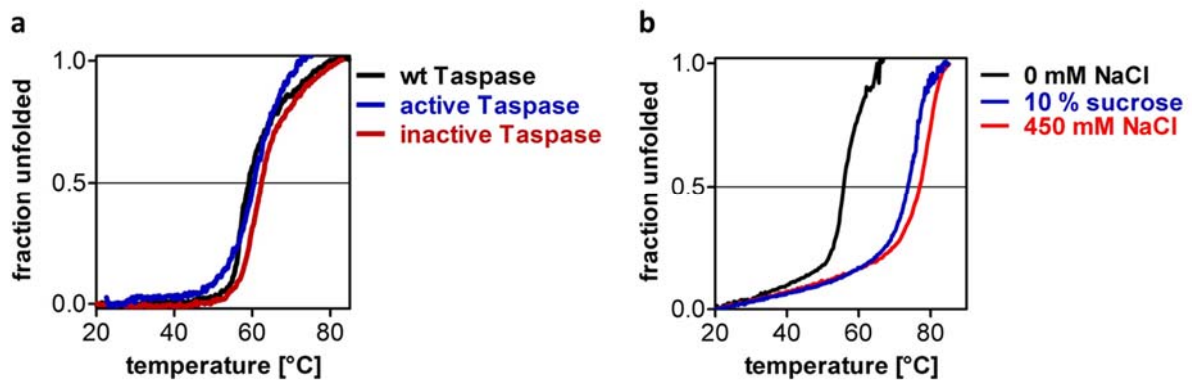 a
fraction unfolded
1.0
0.5
0.0
20
40
60
80
temperature [°C]
wt Taspase
active Taspase
inactive Taspase
b
fraction unfolded
1.0
0.5
0.0
20
40
60
80
temperature [°C]
0 mM NaCl
10 % sucrose
450 mM NaCl